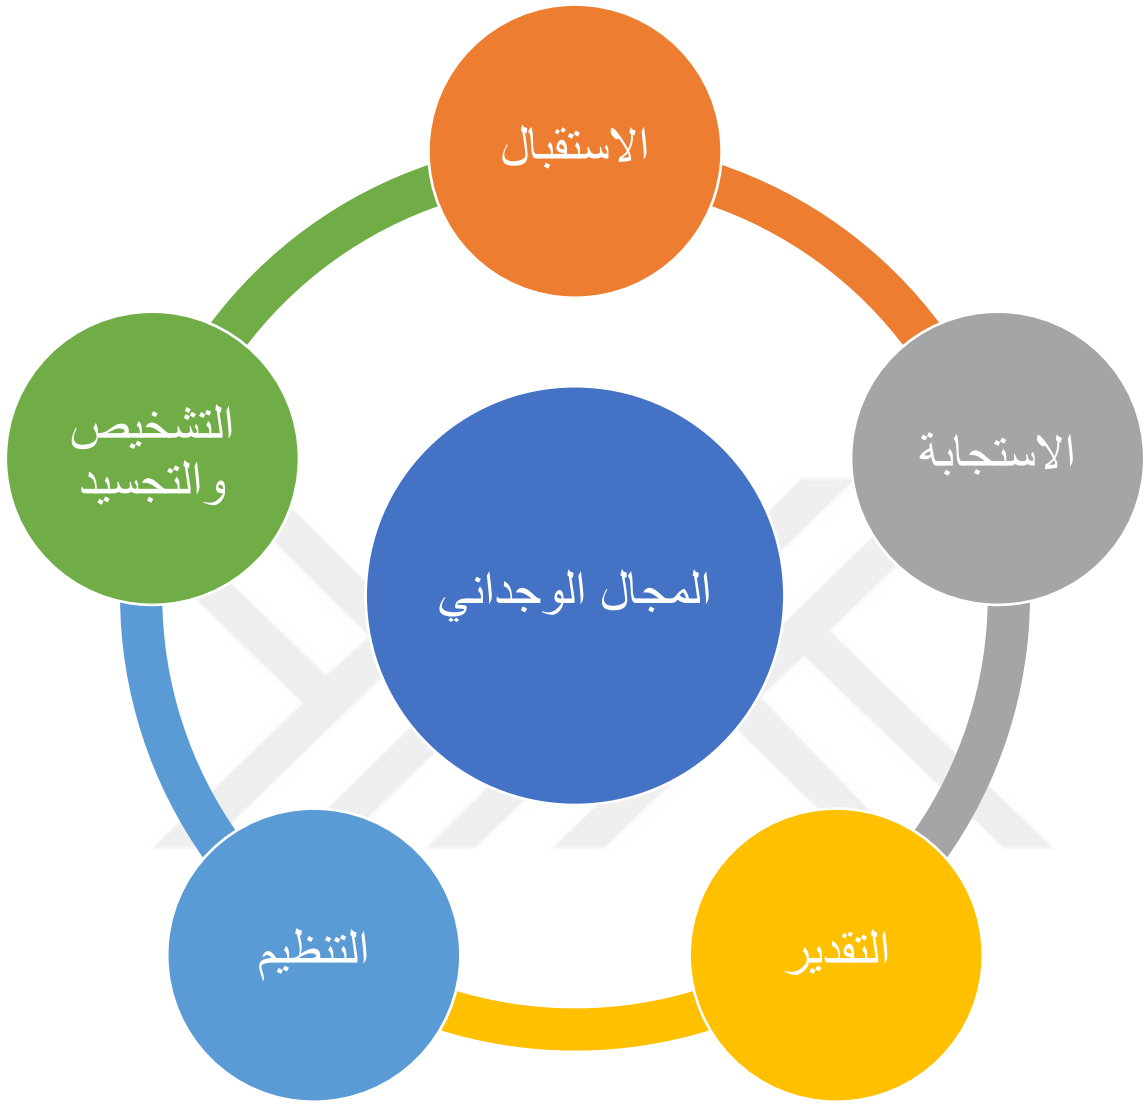 الاستقبال
الاستجابة
التقدير
التنظيم
التشخيص
والتجسيد
المجال الوجداني